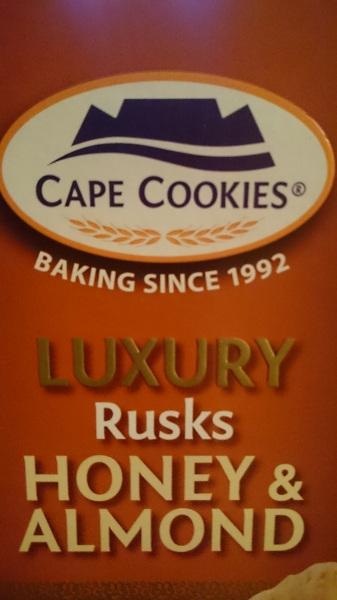 CAPE COOKIES®
BAKING SINCE 1992
LUXURY
Rusks
HONEY &
ALMOND